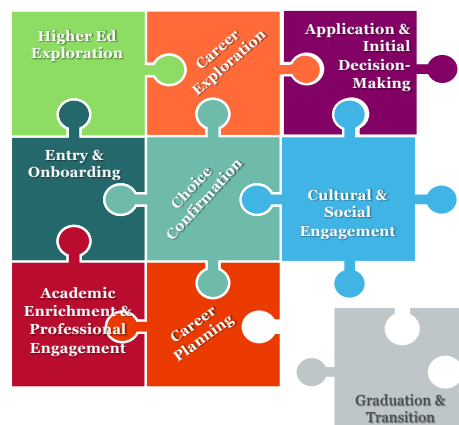 Higher Ed
Exploration
Career
Exploration
Application &
Initial
Decision-
Making
Entry &
Onboarding
Choice
Confirmation
Cultural &
Social
Engagement
Academic
Enrichment &
Professional
Engagement
Career
Planning
Graduation &
Transition